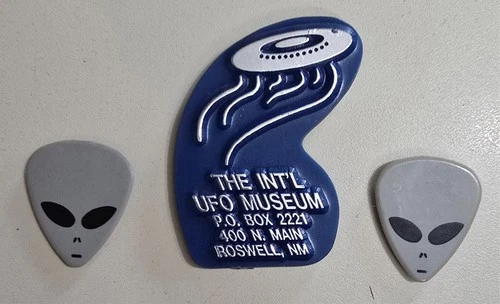 THE INT'L
UFO MUSEUM
P.O. BOX 2221
400 N. MAIN
ROSWELL, NM